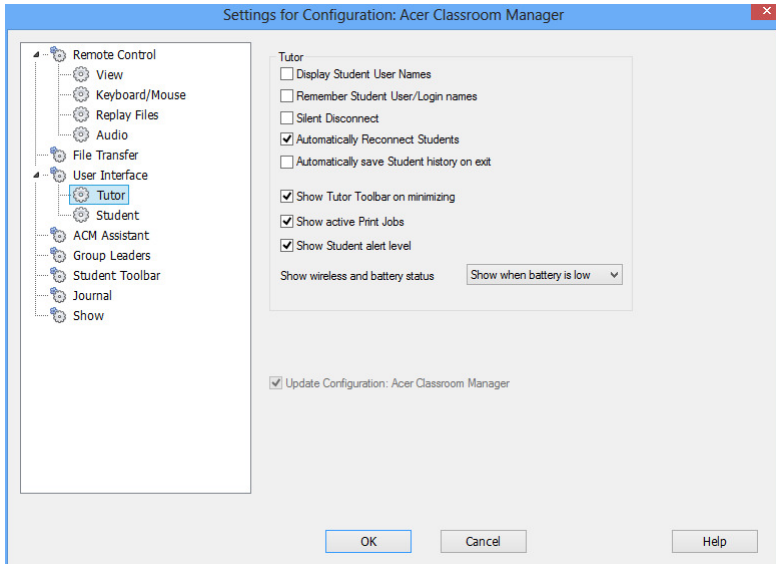 Settings for Configuration: Acer Classroom Manager
Remote Control
View
Keyboard/Mouse
Replay Files
Audio
File Transfer
User Interface
Tutor
Student
ACM Assistant
Group Leaders
Student Toolbar
Journal
Show
Tutor
Display Student User Names
Remember Student User/Login names
Silent Disconnect
Automatically Reconnect Students
Automatically save Student history on exit
Show Tutor Toolbar on minimizing
Show active Print Jobs
Show Student alert level
Show wireless and battery status Show when battery is low
Update Configuration: Acer Classroom Manager
OK Cancel Help